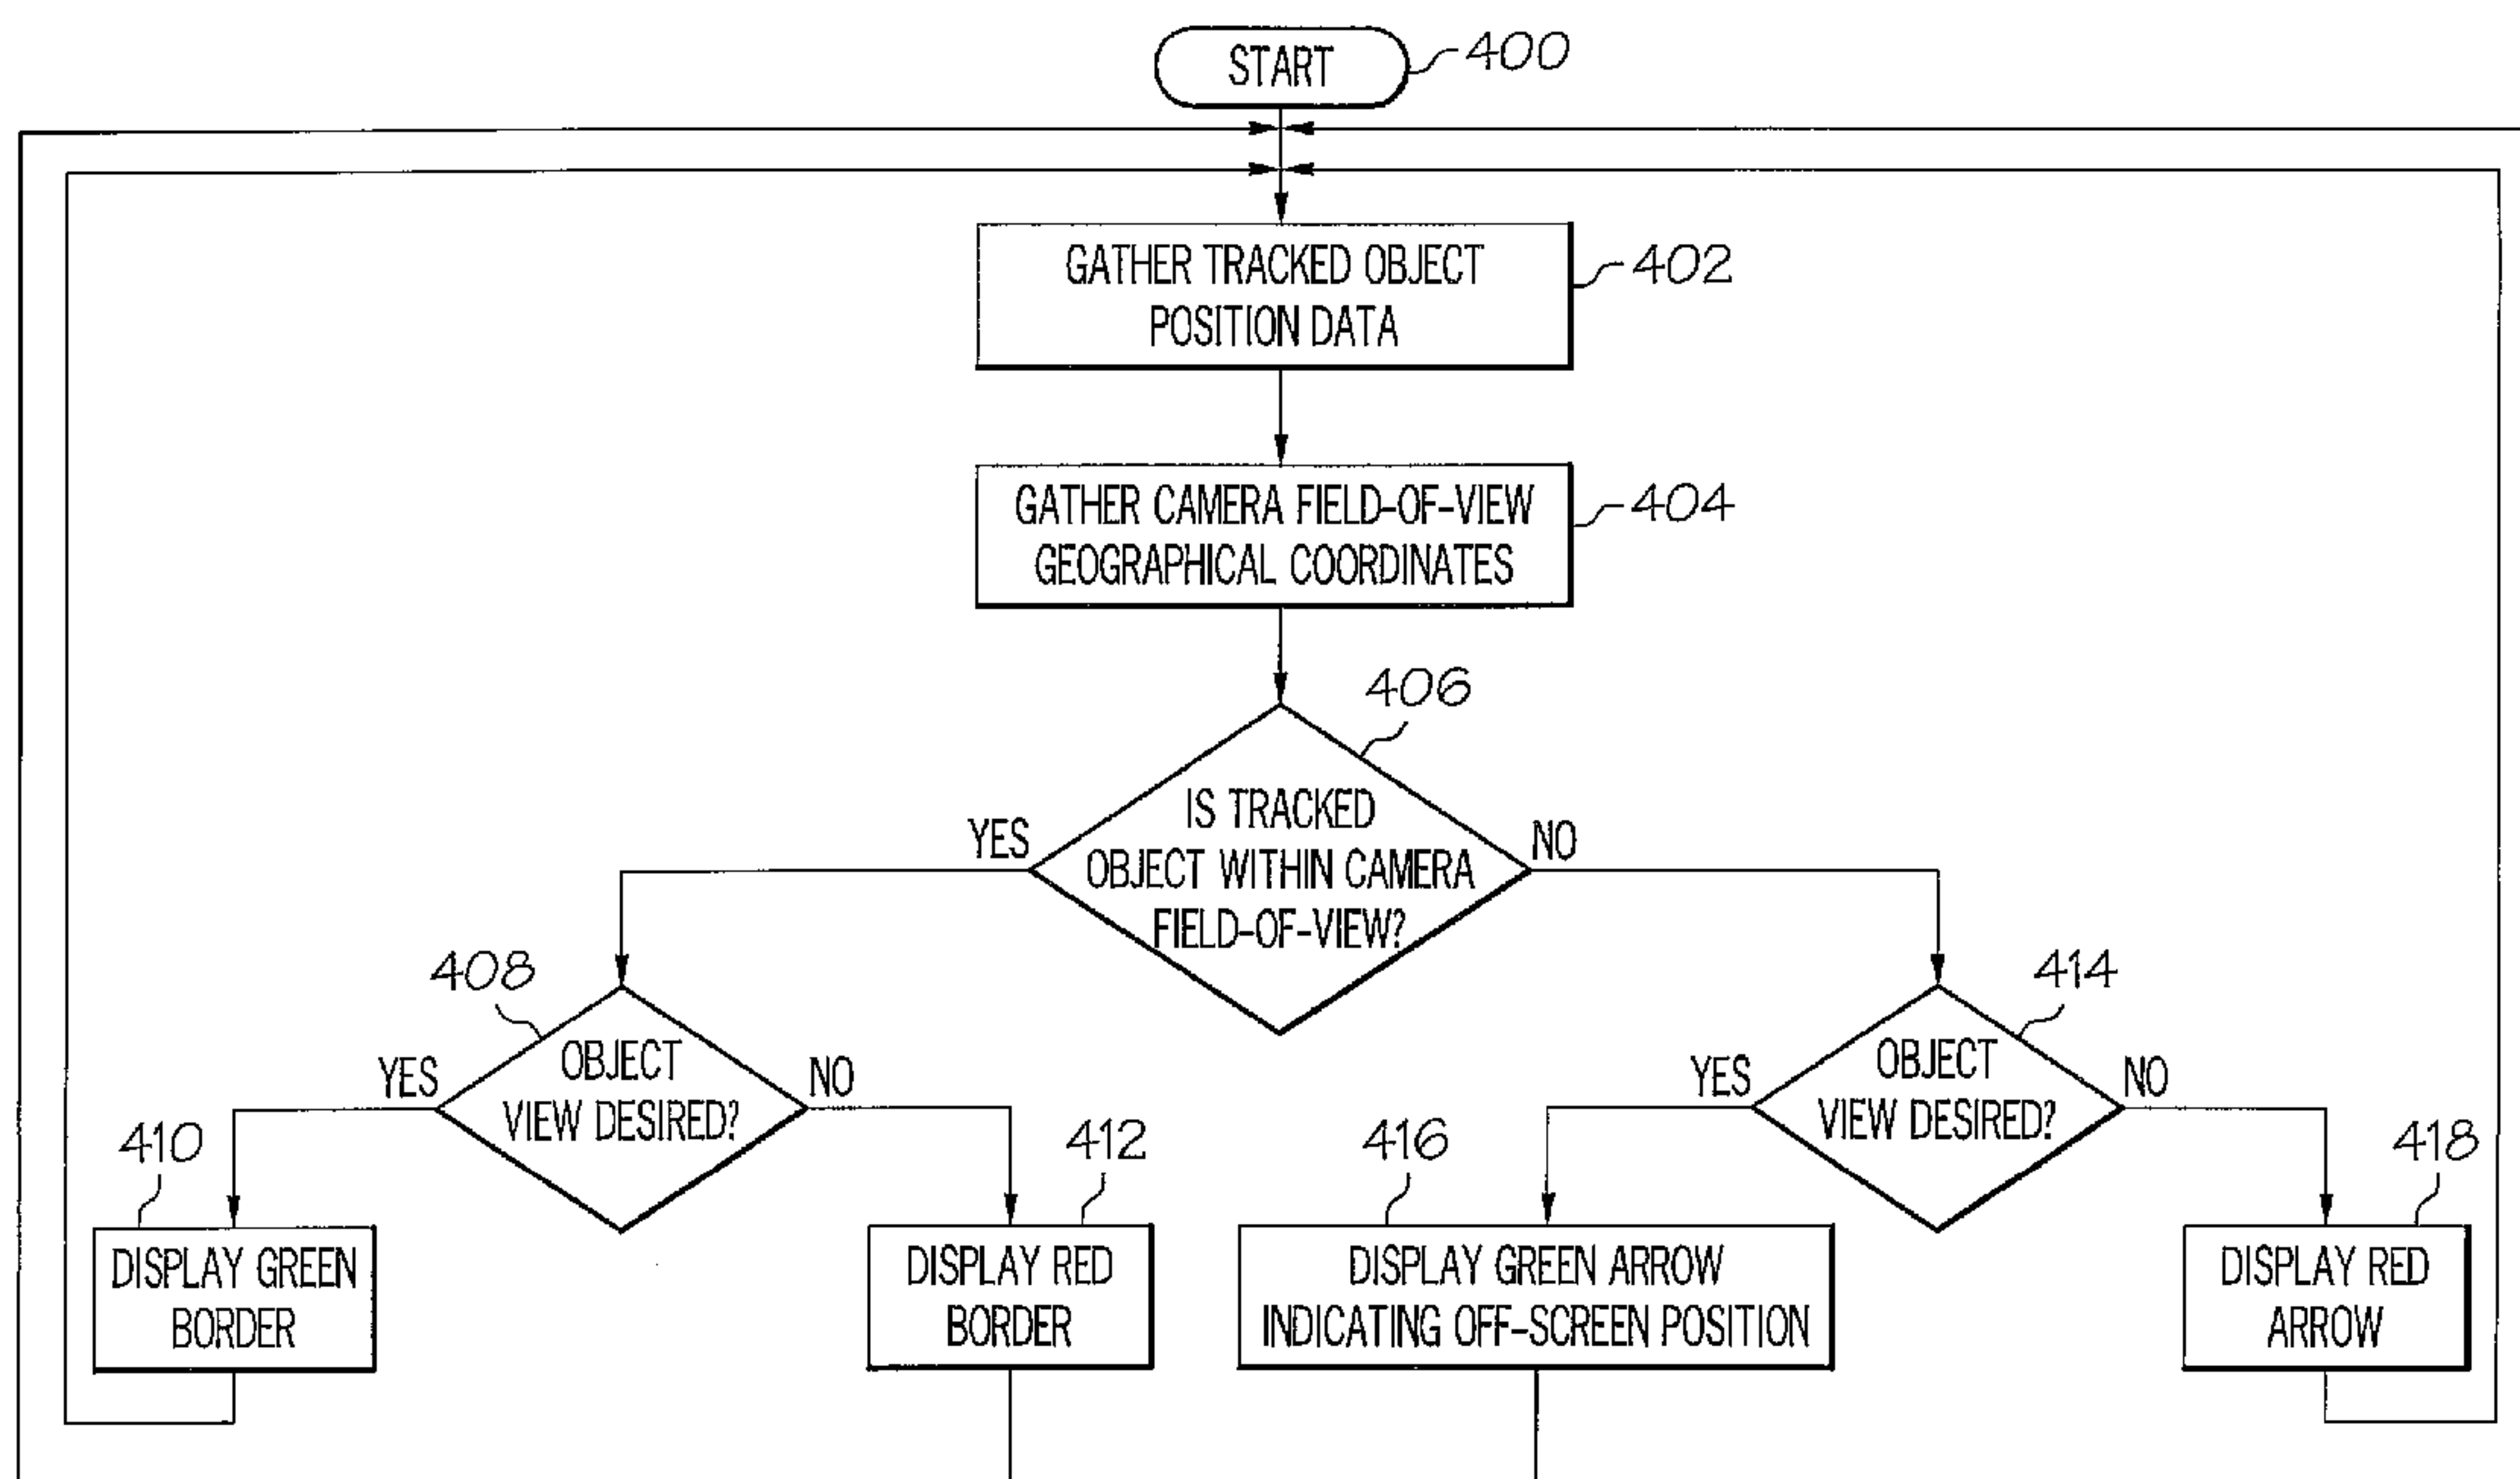 START
400
GATHER TRACKED OBJECT
POSITION DATA
402
GATHER CAMERA FIELD-OF-VIEW
GEOGRAPHICAL COORDINATES
404
406
IS TRACKED
OBJECT WITHIN CAMERA
FIELD-OF-VIEW?
YES
NO
408
OBJECT
VIEW DESIRED?
YES
NO
414
OBJECT
VIEW DESIRED?
YES
NO
410
DISPLAY GREEN
BORDER
412
DISPLAY RED
BORDER
416
DISPLAY GREEN ARROW
INDICATING OFF-SCREEN POSITION
418
DISPLAY RED
ARROW